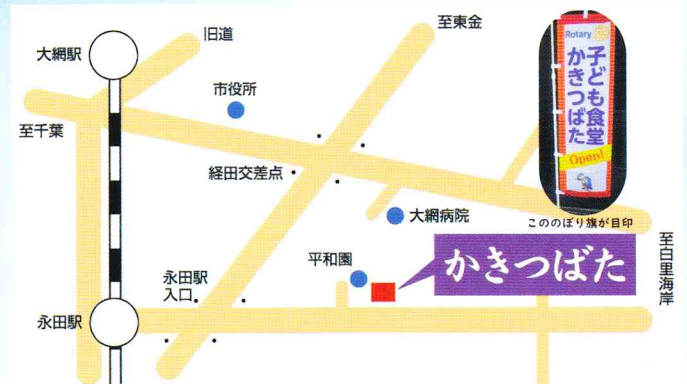 旧道
至東金
大網駅
市役所
至千葉
経田交差点
大網病院
平和園
永田駅
入口
永田駅
かきつばた
至白里海岸
Rotary
子ども食堂
かきつばた
Open!
こののぼり旗が目印